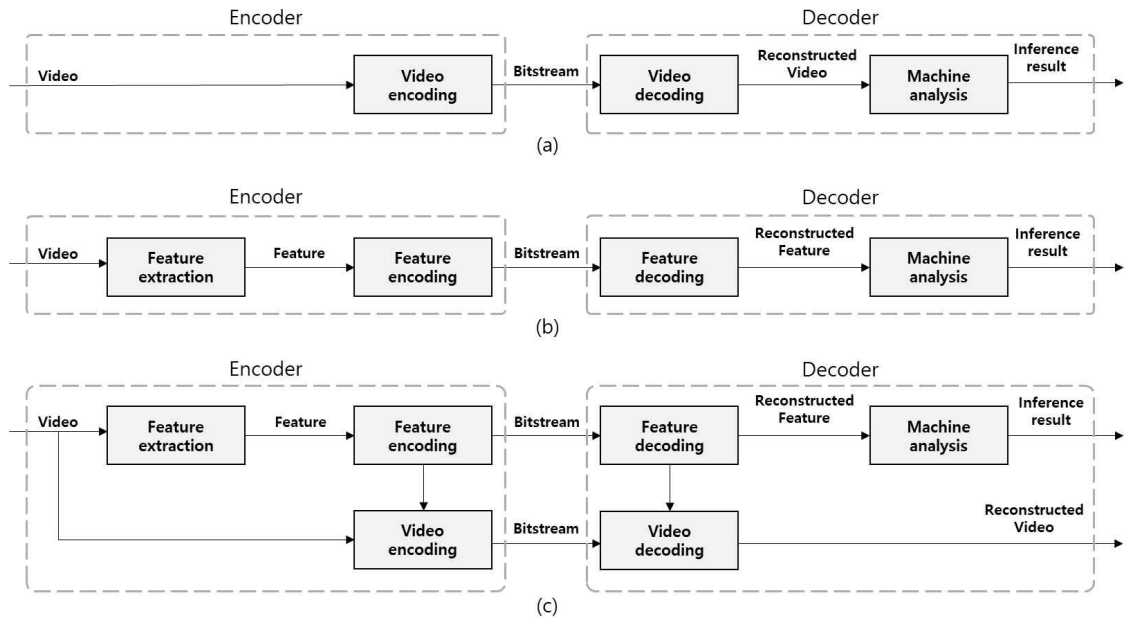 Encoder
Decoder
Video
Video
encoding
Bitstream
Video
decoding
Reconstructed
Video
Machine
analysis
Inference
result
(a)
Encoder
Decoder
Video
Feature
extraction
Feature
Feature
encoding
Bitstream
Feature
decoding
Reconstructed
Feature
Machine
analysis
Inference
result
(b)
Encoder
Decoder
Video
Feature
extraction
Feature
Feature
encoding
Bitstream
Feature
decoding
Reconstructed
Feature
Machine
analysis
Inference
result
Video
encoding
Bitstream
Video
decoding
Reconstructed
Video
(c)